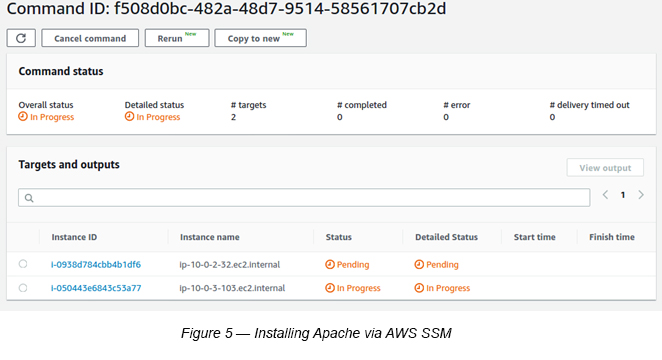 Command ID: f508d0bc-482a-48d7-9514-58561707cb2d
Cancel command Rerun New Copy to new New
Command status
Overall status Detailed status # targets # completed # error # delivery timed out
In Progress In Progress 2 0 0 0
Targets and outputs View output
1
Instance ID Instance name Status Detailed Status Start time Finish time
i-0938d784cbb4b1df6 ip-10-0-2-32.ec2.internal Pending Pending
i-050443e6843c53a77 ip-10-0-3-103.ec2.internal In Progress In Progress
Figure 5 — Installing Apache via AWS SSM